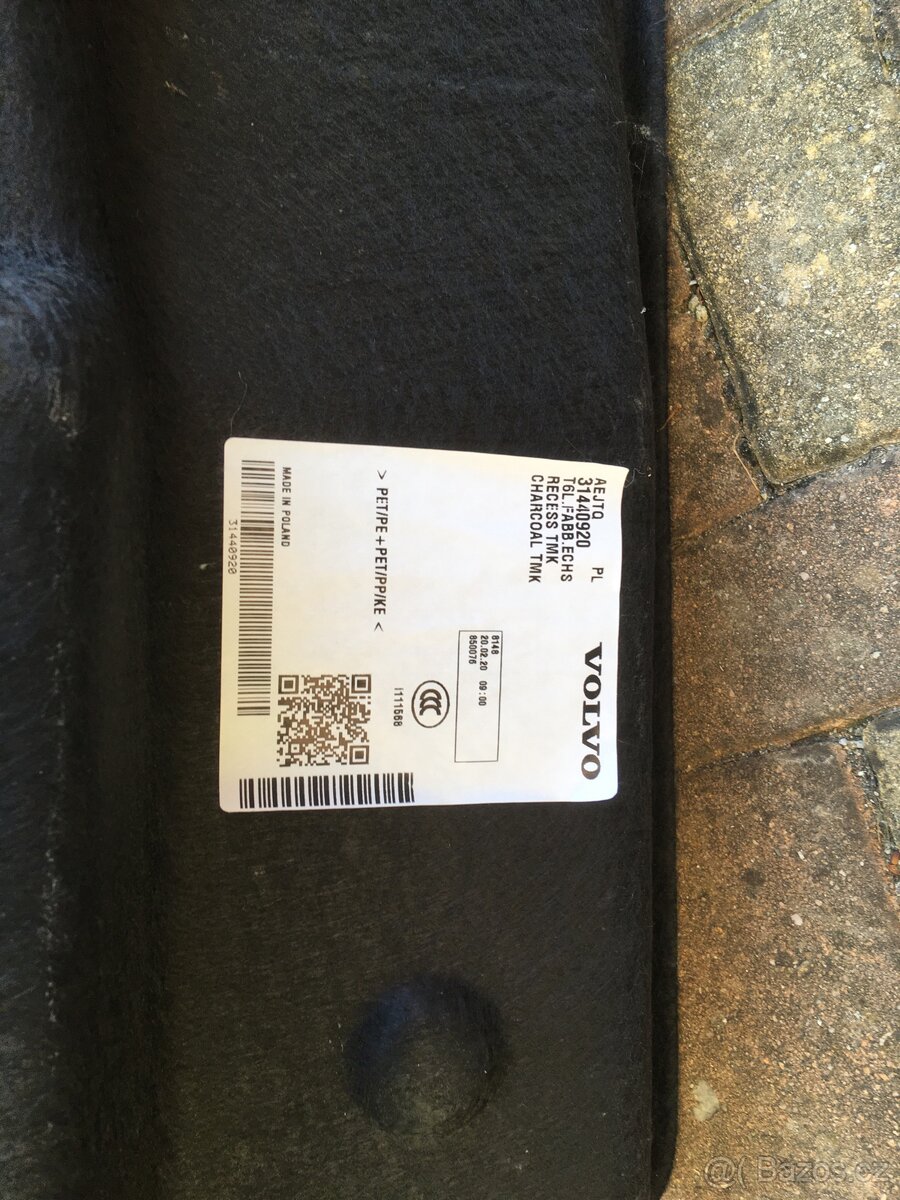 AEJTQ PL
31440920
T6L.FABB.ECHS
RECESS TMK
CHARCOAL TMK
VOLVO
8148
20.02.20 09:00
850076
> PET/PE+PET/PP/KE <
CCC
I111568
MADE IN POLAND
31440920
@( Bazos.cz